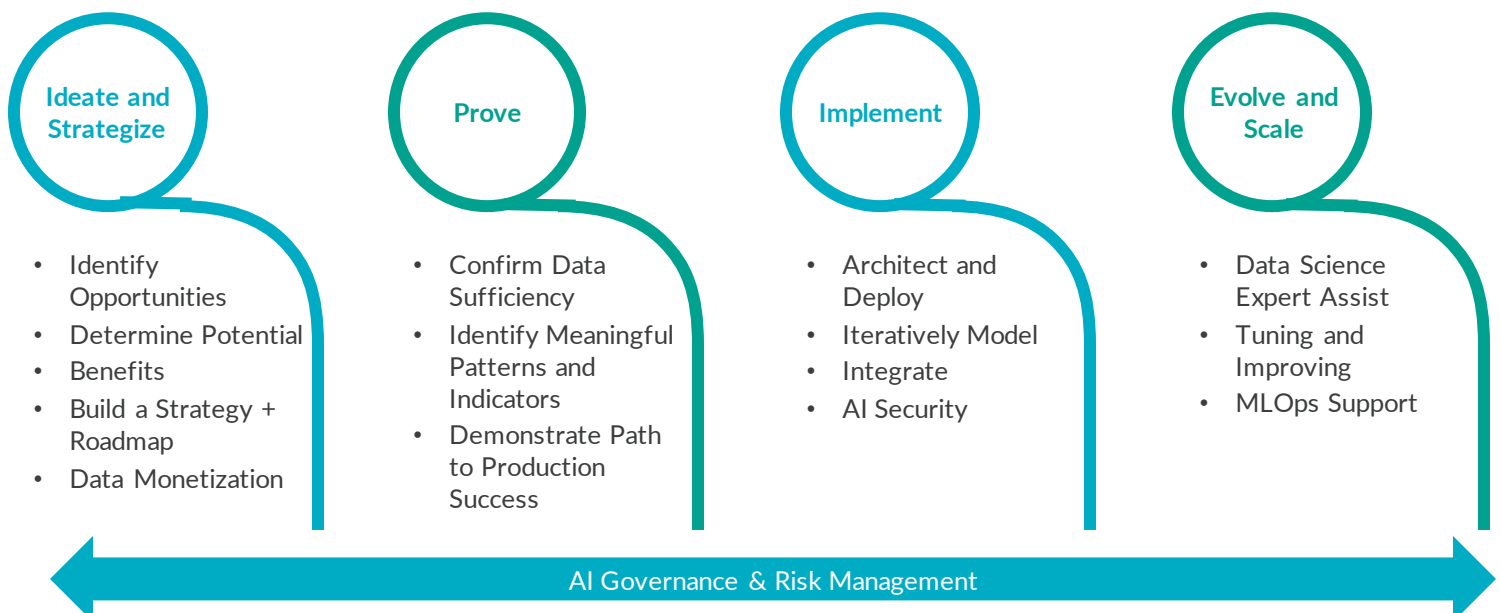 Ideate and
Strategize
• Identify
Opportunities
• Determine Potential
• Benefits
• Build a Strategy +
Roadmap
• Data Monetization
Prove
• Confirm Data
Sufficiency
• Identify Meaningful
Patterns and
Indicators
• Demonstrate Path
to Production
Success
Implement
• Architect and
Deploy
• Iteratively Model
• Integrate
• AI Security
Evolve and
Scale
• Data Science
Expert Assist
• Tuning and
Improving
• MLOps Support
AI Governance & Risk Management